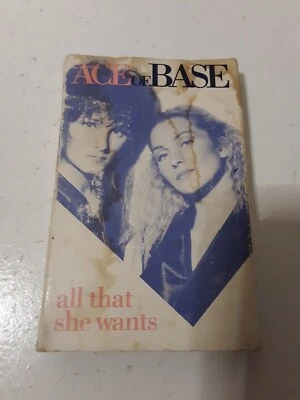 ACE OF BASE
all that
she wants